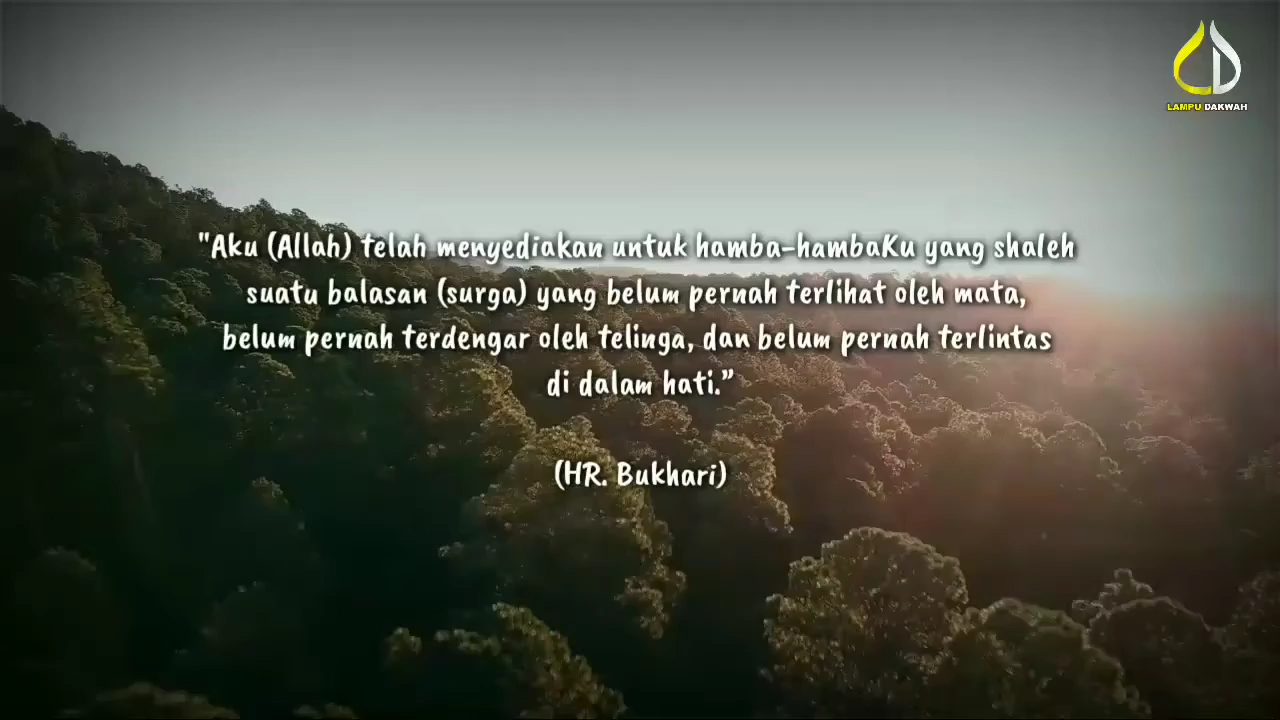 LAMPU DAKWAH
"Aku (Allah) telah menyediakan untuk hamba-hambaKu yang shaleh
suatu balasan (surga) yang belum pernah terlihat oleh mata,
belum pernah terdengar oleh telinga, dan belum pernah terlintas
di dalam hati.”
(HR. Bukhari)